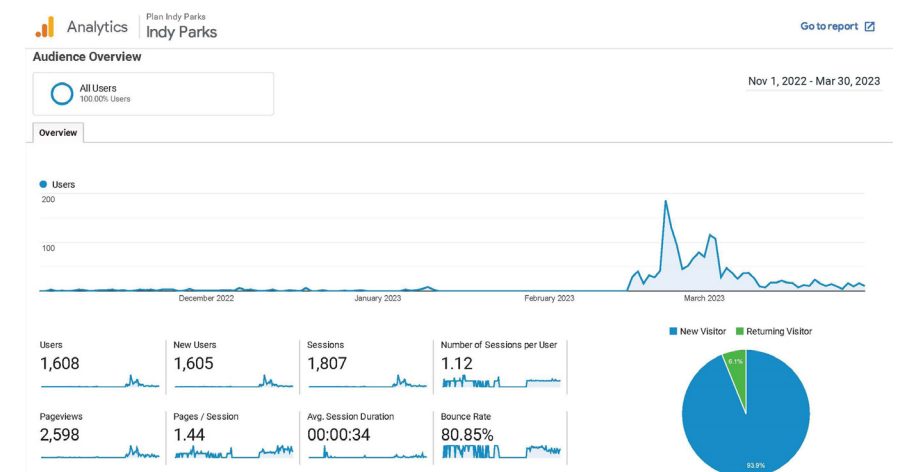 Analytics
Plan Indy Parks
Indy Parks
Go to report
Audience Overview
All Users
100.00% Users
Nov 1, 2022 - Mar 30, 2023
Overview
Users
200
100
December 2022 January 2023 February 2023 March 2023
New Visitor Returning Visitor
Users New Users Sessions Number of Sessions per User
1,608 1,605 1,807 1.12
6.1%
Pageviews Pages / Session Avg. Session Duration Bounce Rate
2,598 1.44 00:00:34 80.85%
93.9%